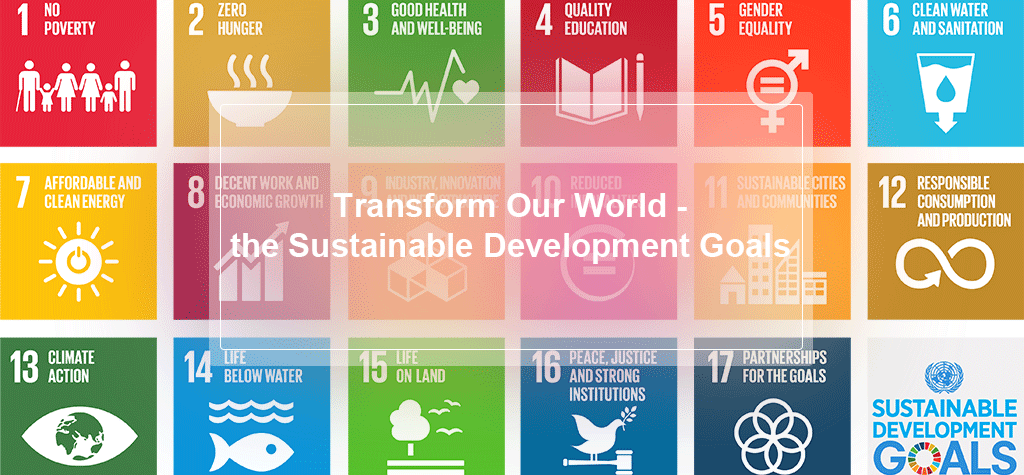 1 NO
POVERTY
2 ZERO
HUNGER
3 GOOD HEALTH
AND WELL-BEING
4 QUALITY
EDUCATION
5 GENDER
EQUALITY
6 CLEAN WATER
AND SANITATION
7 AFFORDABLE AND
CLEAN ENERGY
8 DECENT WORK AND
ECONOMIC GROWTH
9 INDUSTRY, INNOVATION
10 REDUCED
11 SUSTAINABLE CITIES
AND COMMUNITIES
12 RESPONSIBLE
CONSUMPTION
AND PRODUCTION
Transform Our World -
the Sustainable Development Goals
13 CLIMATE
ACTION
14 LIFE
BELOW WATER
15 LIFE
ON LAND
16 PEACE, JUSTICE
AND STRONG
INSTITUTIONS
17 PARTNERSHIPS
FOR THE GOALS
SUSTAINABLE
DEVELOPMENT
GOALS